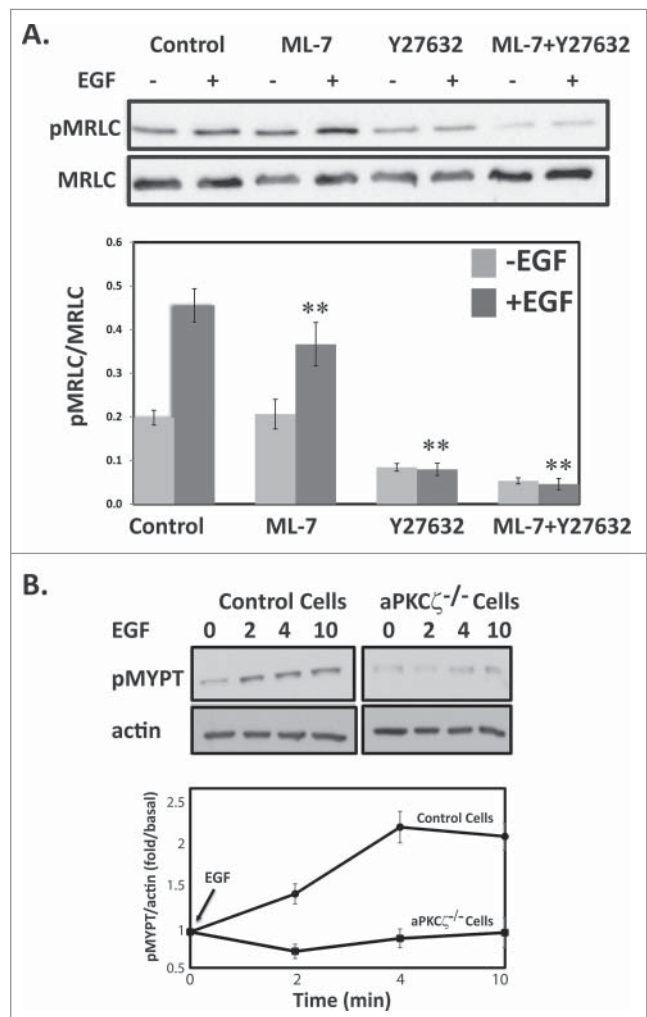 A.
Control ML-7 Y27632 ML-7+Y27632
EGF - + - + - + - +
pMRLC
MRLC
pMRLC/MRLC
0.6
0.5
0.4
0.3
0.2
0.1
0.0
-EGF
+EGF
**
**
**
Control ML-7 Y27632 ML-7+Y27632
B.
Control Cells aPKCζ-/- Cells
EGF 0 2 4 10 0 2 4 10
pMYPT
actin
pMYPT/actin (fold/basal)
2.5
2
1.5
1
0.5
EGF
Control Cells
aPKCζ-/- Cells
0 2 4 10
Time (min)